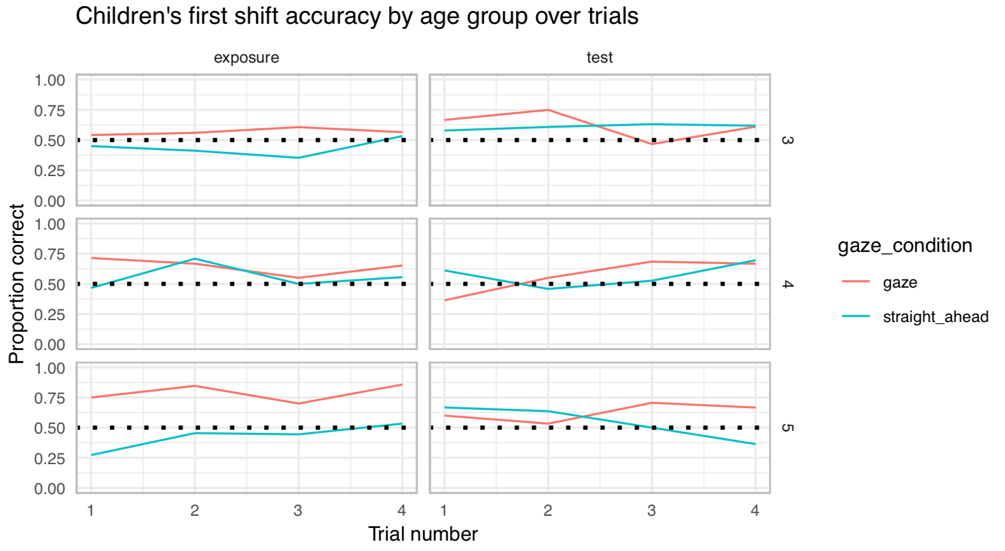 Children's first shift accuracy by age group over trials
exposure
test
1.00
0.75
0.50
0.25
0.00
3
1.00
0.75
0.50
0.25
0.00
4
1.00
0.75
0.50
0.25
0.00
5
1 2 3 4
1 2 3 4
Trial number
Proportion correct
gaze_condition
gaze
straight_ahead